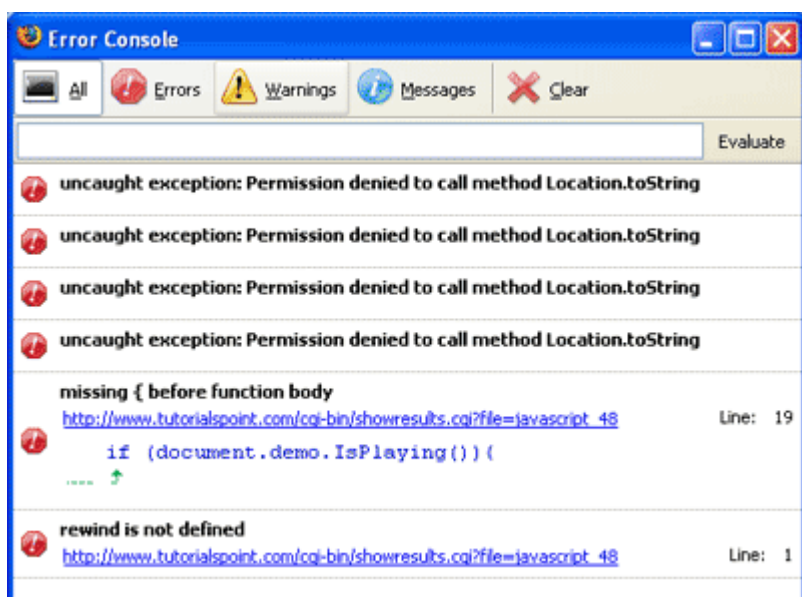 Error Console
All Errors Warnings Messages Clear
Evaluate
uncaught exception: Permission denied to call method Location.toString
uncaught exception: Permission denied to call method Location.toString
uncaught exception: Permission denied to call method Location.toString
uncaught exception: Permission denied to call method Location.toString
missing { before function body
http://www.tutorialspoint.com/cgi-bin/showresults.cgi?file=javascript_48 Line: 19
if (document.demo.IsPlaying()){
....
rewind is not defined
http://www.tutorialspoint.com/cgi-bin/showresults.cgi?file=javascript_48 Line: 1